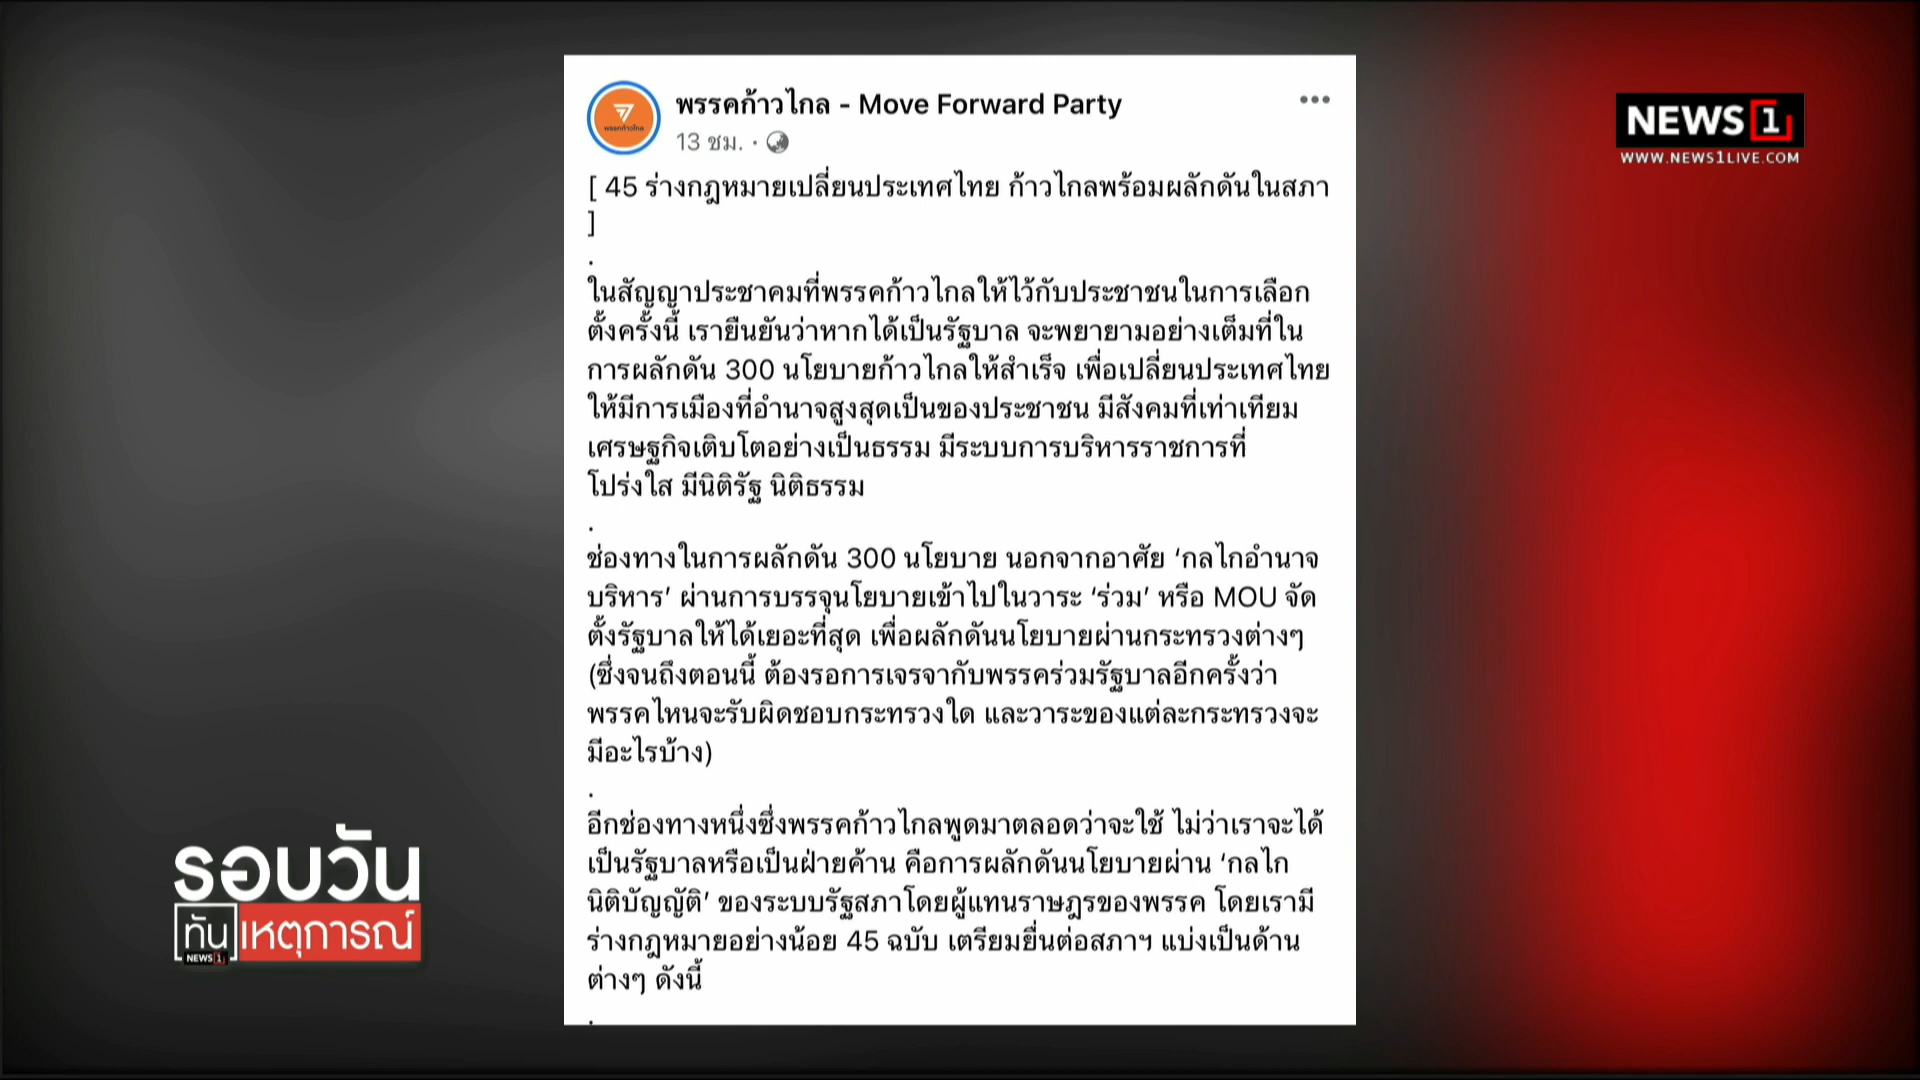 พรรคก้าวไกล - Move Forward Party
13 ชม. ·
[ 45 ร่างกฎหมายเปลี่ยนประเทศไทย ก้าวไกลพร้อมผลักดันในสภา
]
.
ในสัญญาประชาคมที่พรรคก้าวไกลให้ไว้กับประชาชนในการเลือก
ตั้งครั้งนี้ เรายืนยันว่าหากได้เป็นรัฐบาล จะพยายามอย่างเต็มที่ใน
การผลักดัน 300 นโยบายก้าวไกลให้สำเร็จ เพื่อเปลี่ยนประเทศไทย
ให้มีการเมืองที่อำนาจสูงสุดเป็นของประชาชน มีสังคมที่เท่าเทียม
เศรษฐกิจเติบโตอย่างเป็นธรรม มีระบบการบริหารราชการที่
โปร่งใส มีนิติรัฐ นิติธรรม
.
ช่องทางในการผลักดัน 300 นโยบาย นอกจากอาศัย ‘กลไกอำนาจ
บริหาร’ ผ่านการบรรจุนโยบายเข้าไปในวาระ ‘ร่วม’ หรือ MOU จัด
ตั้งรัฐบาลให้ได้เยอะที่สุด เพื่อผลักดันนโยบายผ่านกระทรวงต่างๆ
(ซึ่งจนถึงตอนนี้ ต้องรอการเจรจากับพรรคร่วมรัฐบาลอีกครั้งว่า
พรรคไหนจะรับผิดชอบกระทรวงใด และวาระของแต่ละกระทรวงจะ
มีอะไรบ้าง)
.
อีกช่องทางหนึ่งซึ่งพรรคก้าวไกลพูดมาตลอดว่าจะใช้ ไม่ว่าเราจะได้
เป็นรัฐบาลหรือเป็นฝ่ายค้าน คือการผลักดันนโยบายผ่าน ‘กลไก
นิติบัญญัติ’ ของระบบรัฐสภาโดยผู้แทนราษฎรของพรรค โดยเรามี
ร่างกฎหมายอย่างน้อย 45 ฉบับ เตรียมยื่นต่อสภาฯ แบ่งเป็นด้าน
ต่างๆ ดังนี้
.
พรรคก้าวไกล
NEWS 1
WWW.NEWS1LIVE.COM
รอบวัน
ทัน เหตุการณ์
NEWS 1